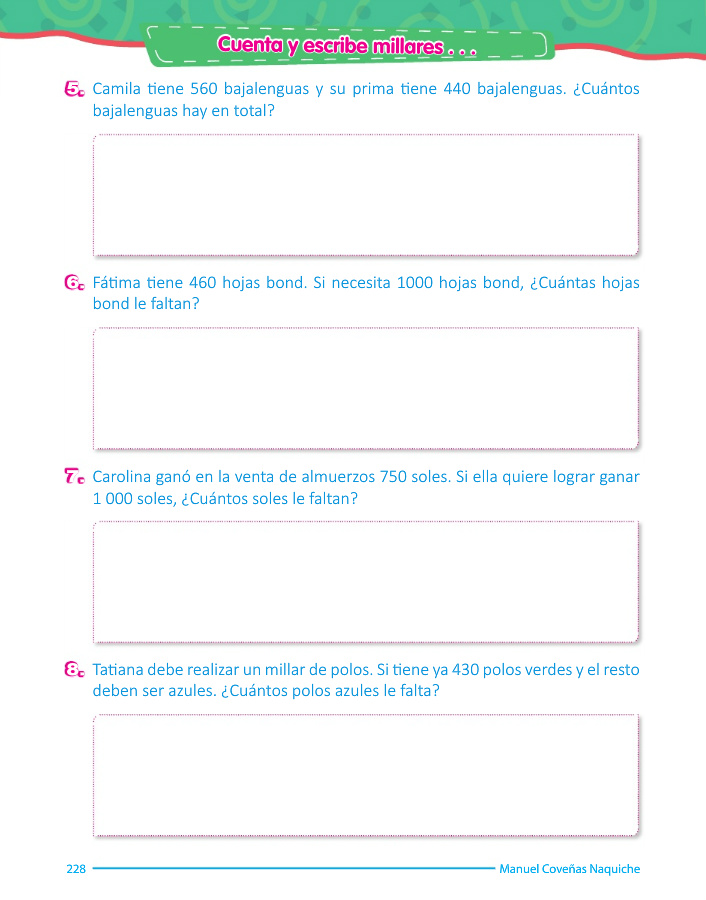 Cuenta y escribe millares . . .
5. Camila tiene 560 bajalenguas y su prima tiene 440 bajalenguas. ¿Cuántos
bajalenguas hay en total?
6. Fátima tiene 460 hojas bond. Si necesita 1000 hojas bond, ¿Cuántas hojas
bond le faltan?
7. Carolina ganó en la venta de almuerzos 750 soles. Si ella quiere lograr ganar
1 000 soles, ¿Cuántos soles le faltan?
8. Tatiana debe realizar un millar de polos. Si tiene ya 430 polos verdes y el resto
deben ser azules. ¿Cuántos polos azules le falta?
228 Manuel Coveñas Naquiche